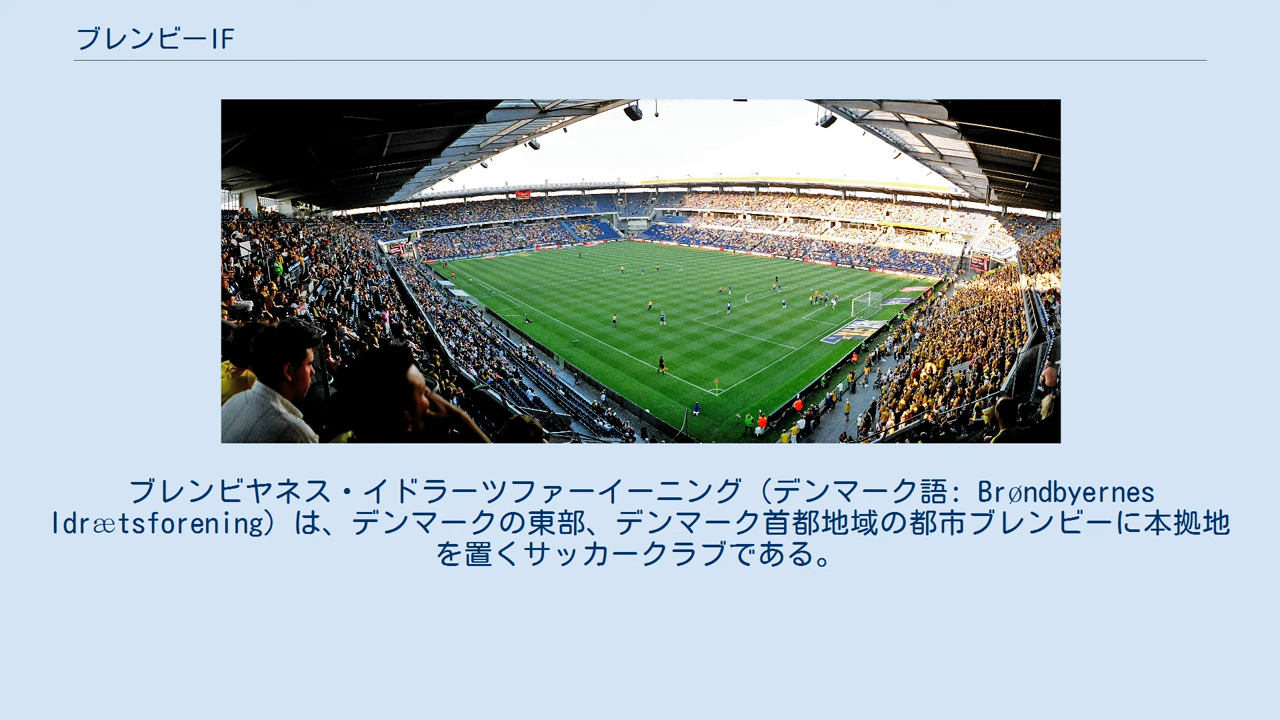 ブレンビーIF
ブレンビヤネス・イドラーツファーイーニング（デンマーク語: Brøndbyernes
Idrætsforening）は、デンマークの東部、デンマーク首都地域の都市ブレンビーに本拠地
を置くサッカークラブである。